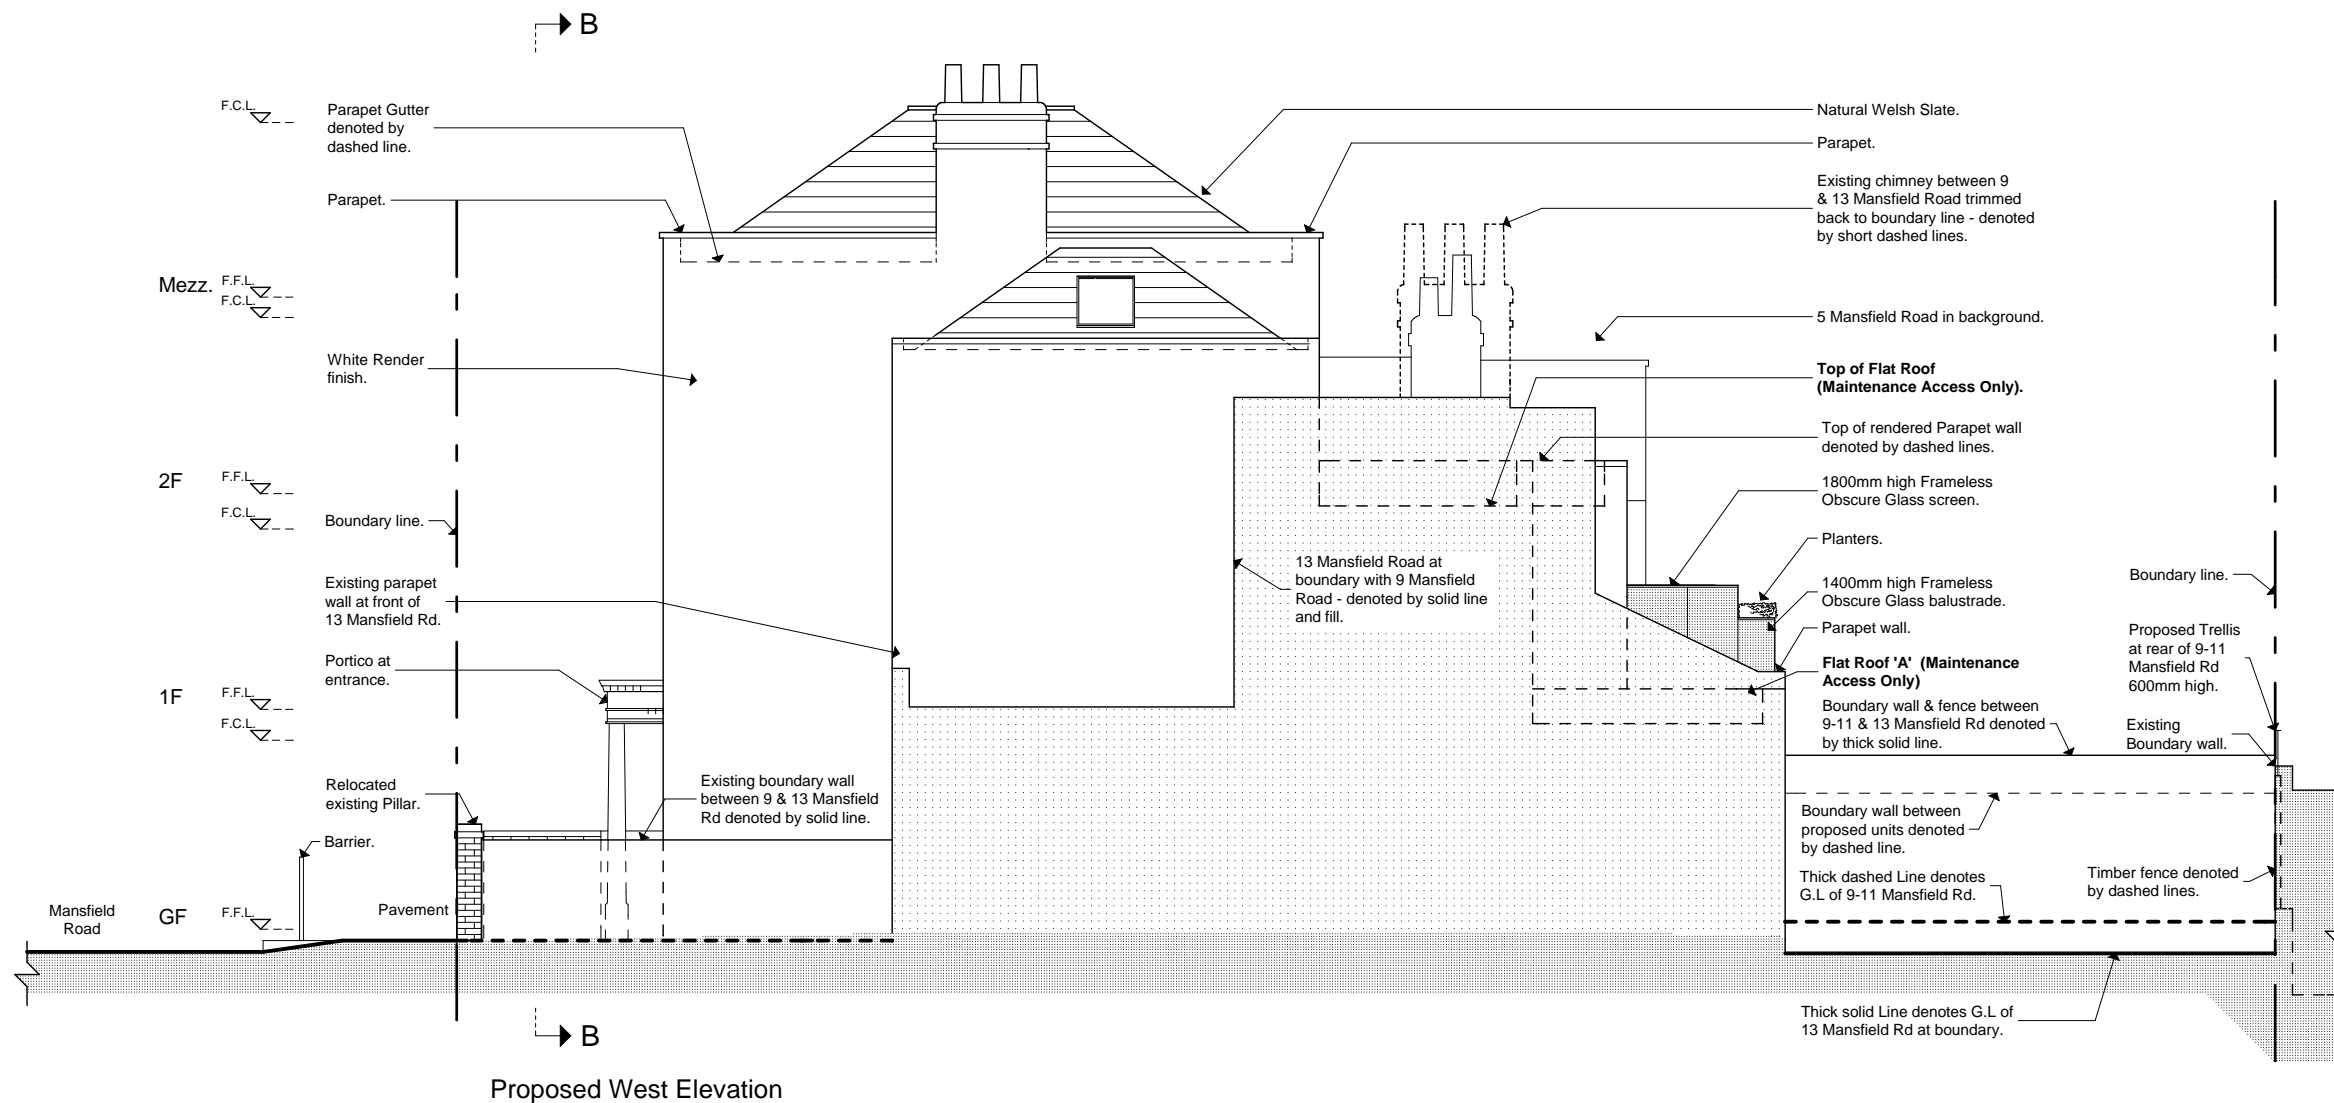 B
F.C.L.
Parapet Gutter
denoted by
dashed line.
Parapet.
Mezz.
F.F.L.
F.C.L.
White Render
finish.
2F
F.F.L.
F.C.L.
Boundary line.
Existing parapet
wall at front of
13 Mansfield Rd.
Portico at
entrance.
1F
F.F.L.
F.C.L.
Relocated
existing Pillar.
Barrier.
Mansfield
Road
GF
F.F.L.
Pavement
Existing boundary wall
between 9 & 13 Mansfield
Rd denoted by solid line.
13 Mansfield Road at
boundary with 9 Mansfield
Road - denoted by solid line
and fill.
Natural Welsh Slate.
Parapet.
Existing chimney between 9
& 13 Mansfield Road trimmed
back to boundary line - denoted
by short dashed lines.
5 Mansfield Road in background.
Top of Flat Roof
(Maintenance Access Only).
Top of rendered Parapet wall
denoted by dashed lines.
1800mm high Frameless
Obscure Glass screen.
Planters.
1400mm high Frameless
Obscure Glass balustrade.
Parapet wall.
Flat Roof 'A' (Maintenance
Access Only)
Boundary wall & fence between
9-11 & 13 Mansfield Rd denoted
by thick solid line.
Boundary line.
Proposed Trellis
at rear of 9-11
Mansfield Rd
600mm high.
Existing
Boundary wall.
Boundary wall between
proposed units denoted
by dashed line.
Thick dashed Line denotes
G.L of 9-11 Mansfield Rd.
Timber fence denoted
by dashed lines.
Thick solid Line denotes G.L of
13 Mansfield Rd at boundary.
B
Proposed West Elevation